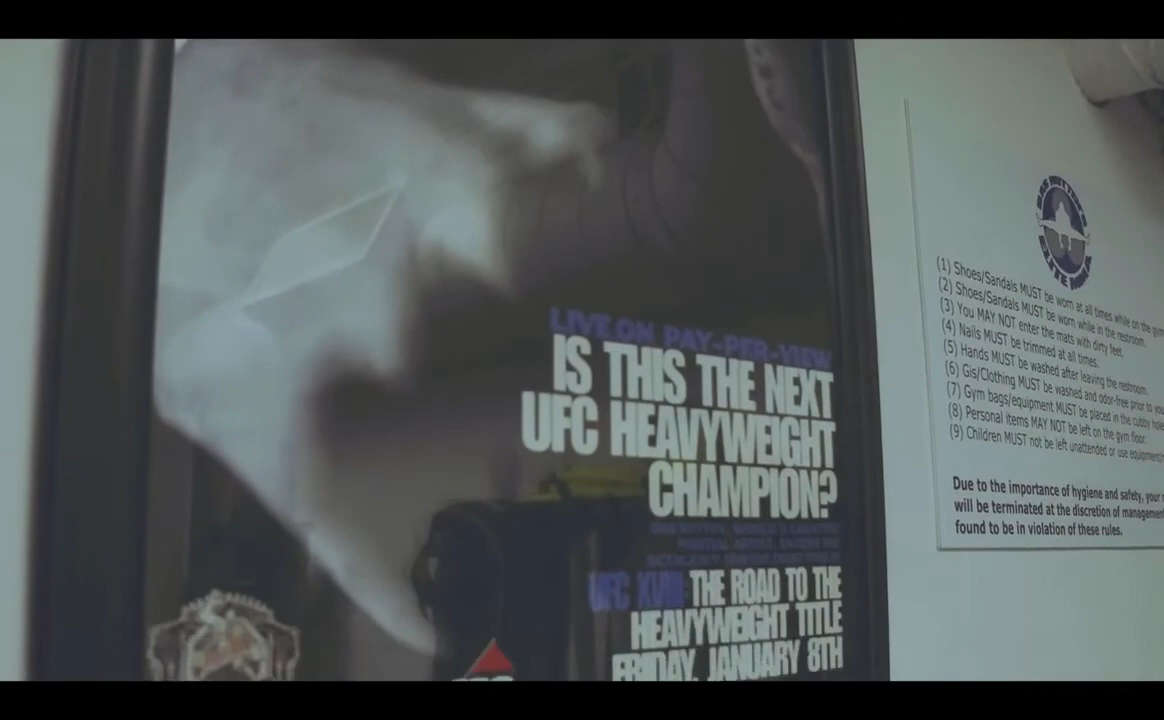 LIVE ON PAY-PER-VIEW
IS THIS THE NEXT
UFC HEAVYWEIGHT
CHAMPION?
UFC XVIII THE ROAD TO THE
HEAVYWEIGHT TITLE
FRIDAY, JANUARY 8TH
(1) Shoes/Sandals MUST be worn at all times while on the gym
(2) Shoes/Sandals MUST be worn while in the restroom.
(3) You MAY NOT enter the mats with dirty feet.
(4) Nails MUST be trimmed at all times.
(5) Hands MUST be washed after leaving the restroom.
(6) Gis/Clothing MUST be washed and odor-free prior to
(7) Gym bags/equipment MUST be placed in the cubby
(8) Personal items MAY NOT be left on the gym floor.
(9) Children MUST not be left unattended or use equipment
Due to the importance of hygiene and safety, your
will be terminated at the discretion of management
found to be in violation of these rules.